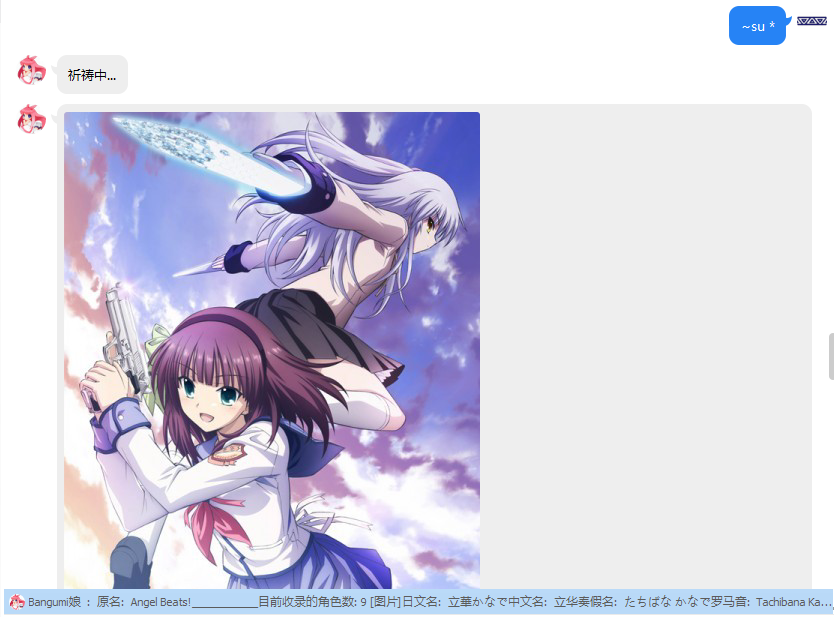 ~su *
祈祷中...
Bangumi娘 : 原名: Angel Beats!___________目前收录的角色数: 9 [图片]日文名: 立華かなで中文名: 立华奏假名: たちばな かなで罗马音: Tachibana Ka...